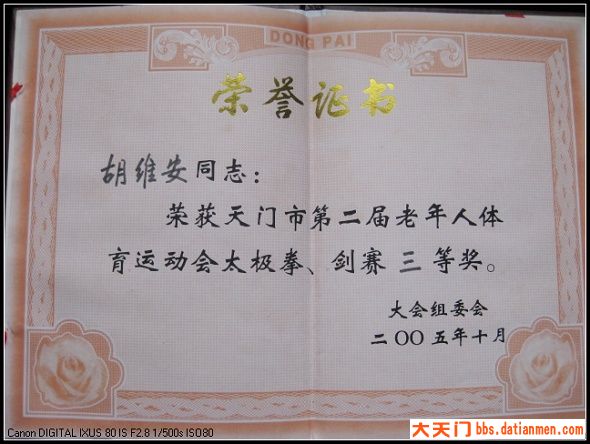 DONG PAI
荣誉证书
胡维安同志：
荣获天门市第二届老年人体
育运动会太极拳、剑赛三等奖。
大会组委会
二〇〇五年十月
Canon DIGITAL IXUS 80 IS F2.8 1/500s ISO80
大天门 bbs.datianmen.com